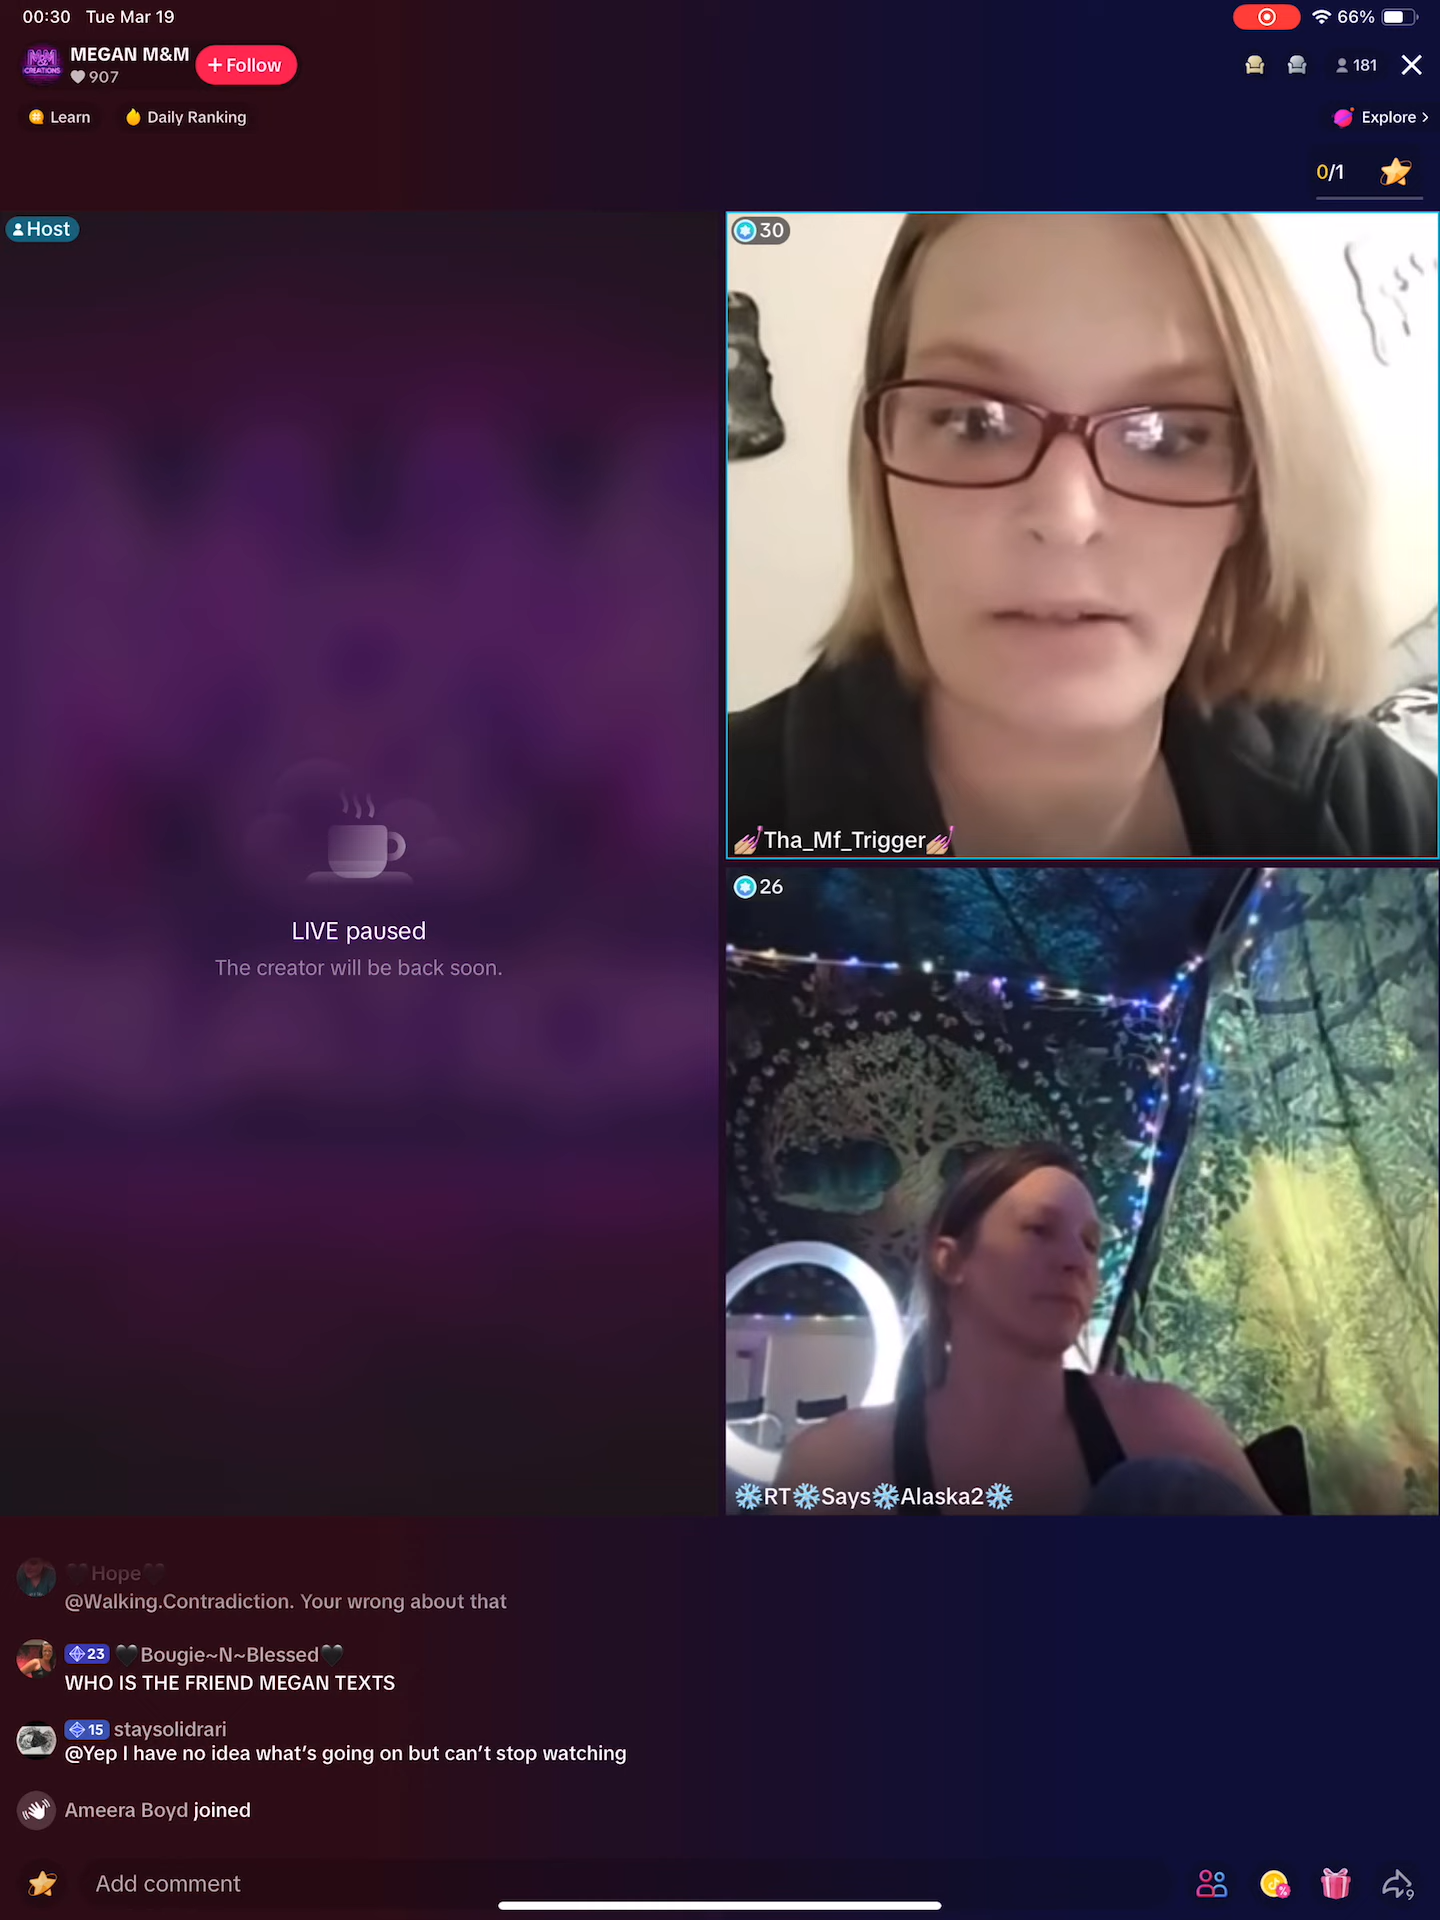 00:30 Tue Mar 19
66%
MEGAN M&M
907
+ Follow
181
M&M
CREATIONS
Learn
Daily Ranking
Explore >
0/1
Host
30
LIVE paused
The creator will be back soon.
💅Tha_Mf_Trigger💅
26
❄️RT❄️Says❄️Alaska2❄️
🖤Hope🖤
@Walking.Contradiction. Your wrong about that
23 🖤Bougie~N~Blessed🖤
WHO IS THE FRIEND MEGAN TEXTS
15 staysolidrari
@Yep I have no idea what’s going on but can’t stop watching
Ameera Boyd joined
Add comment
9